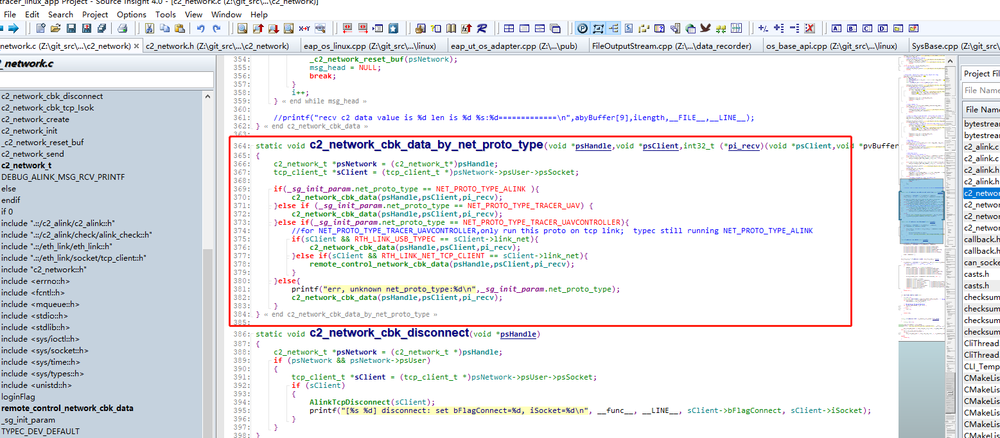 tracer_linux_app Project - Source Insight 4.0 - [c2_network.c (Z:\git_src\...\c2_network)]
File Edit Search Project Options Tools View Window Help
network.c (Z:\git_src\...\c2_network) × c2_network.h (Z:\git_src\...\c2_network) eap_os_linux.cpp (Z:\git_src\...\linux) eap_ut_os_adapter.cpp (Z:\...\pub) FileOutputStream.cpp (Z:\...\data_recorder) os_base_api.cpp (Z:\git_src\...\linux) SysBase.cpp (Z:\git_src\
2_network.c
c2_network_cbk_disconnect
c2_network_cbk_tcp_Isok
c2_network_create
c2_network_init
_c2_network_reset_buf
c2_network_send
c2_network_t
DEBUG_ALINK_MSG_RCV_PRINTF
else
endif
if 0
include ".::/c2_alink/c2_alink::h"
include ".::/c2_alink/check/alink_check::h"
include ".::/eth_link/eth_link::h"
include ".::/eth_link/socket/tcp_client::h"
include "c2_network::h"
include <errno::h>
include <fcntl::h>
include <mqueue::h>
include <stdio::h>
include <stdlib::h>
include <sys/ioctl::h>
include <sys/socket::h>
include <sys/time::h>
include <sys/types::h>
include <unistd::h>
loginFlag
remote_control_network_cbk_data
_sg_init_param
TYPEC_DEV_DEFAULT
354: _c2_network_reset_buf(psNetwork);
355: msg_head = NULL;
356: break;
357: }
358: i++;
359: } « end while msg_head »
360:
361: //printf("recv c2 data value is %d len is %d %s:%d=============\n",abyBuffer[9],iLength,__FILE__,__LINE__);
362: } « end c2_network_cbk_data »
363:
364: static void c2_network_cbk_data_by_net_proto_type(void *psHandle,void *psClient,int32_t (*pi_recv)(void *psClient,void *pvBuffer
365: {
366: c2_network_t *psNetwork = (c2_network_t*)psHandle;
367: tcp_client_t *sClient = (tcp_client_t *)psNetwork->psUser->psSocket;
368:
369: if(_sg_init_param.net_proto_type == NET_PROTO_TYPE_ALINK ){
370: c2_network_cbk_data(psHandle,psClient,pi_recv);
371: }else if (_sg_init_param.net_proto_type == NET_PROTO_TYPE_TRACER_UAV) {
372: c2_network_cbk_data(psHandle,psClient,pi_recv);
373: }else if(_sg_init_param.net_proto_type == NET_PROTO_TYPE_TRACER_UAVCONTROLLER){
374: //for NET_PROTO_TYPE_TRACER_UAVCONTROLLER,only run this proto on tcp link; typec still running NET_PROTO_TYPE_ALINK
375: if(sClient && RTH_LINK_USB_TYPEC == sClient->link_net){
376: c2_network_cbk_data(psHandle,psClient,pi_recv);
377: }else if(sClient && RTH_LINK_NET_TCP_CLIENT == sClient->link_net){
378: remote_control_network_cbk_data(psHandle,psClient,pi_recv);
379: }
380: }else{
381: printf("err, unknown net_proto_type:%d\n",_sg_init_param.net_proto_type);
382: c2_network_cbk_data(psHandle,psClient,pi_recv);
383: }
384: } « end c2_network_cbk_data_by_net_proto_type »
385:
386: static void c2_network_cbk_disconnect(void *psHandle)
387: {
388: c2_network_t *psNetwork = (c2_network_t *)psHandle;
389: if (psNetwork && psNetwork->psUser)
390: {
391: tcp_client_t *sClient = (tcp_client_t *)psNetwork->psUser->psSocket;
392: if (sClient)
393: {
394: AlinkTcpDisconnect(sClient);
395: printf("[%s %d] disconnect: set bFlagConnect=%d, iSocket=%d\n", __func__, __LINE__, sClient->bFlagConnect, sClient->iSocket);
396: }
397: }
398: }
Project Fil
File Name
File Name
bytestream
bytestream
c2_alink.c
c2_alink.c
c2_alink.h
c2_alink.h
c2_networ
c2_networ
c2_networ
c2_networ
callback.h
callback.h
can_socke
casts.h
casts.h
checksum
checksum
checksum
checksum
CliThread.
CliThread.
CLI_Temp
CMakeLis
CMakeLis
CMakeLis
CMakeLis
CMakeLis
CMakeLis